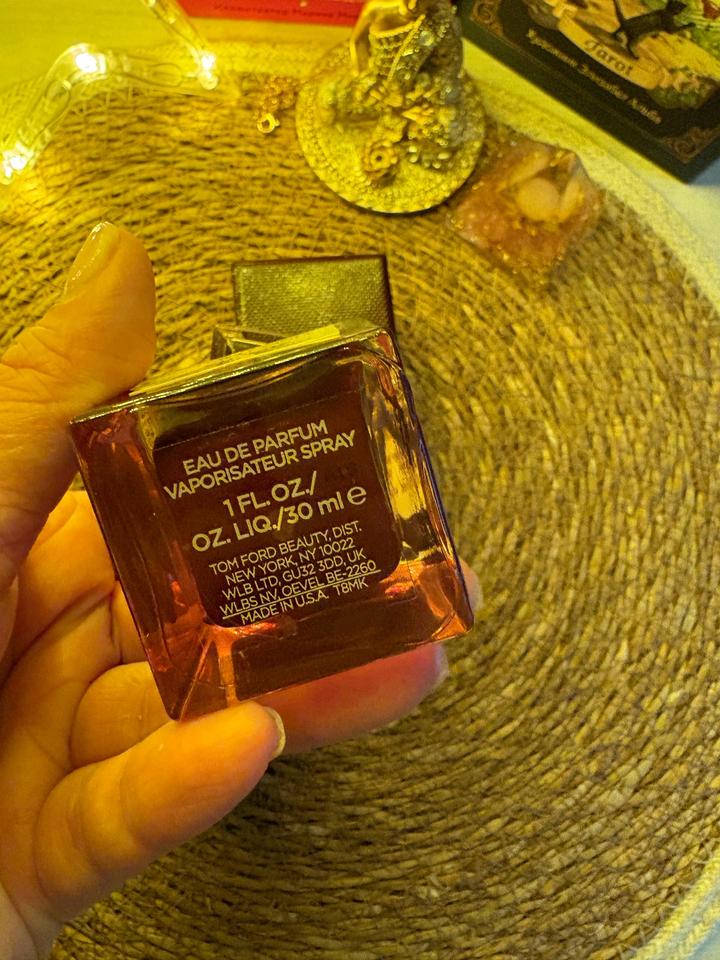 Tarot
EAU DE PARFUM
VAPORISATEUR SPRAY
1 FL. OZ./
OZ. LIQ./30 ml e
TOM FORD BEAUTY, DIST.
NEW YORK, NY 10022
WLB LTD, GU32 3DD, UK
WLBS NV, OEVEL BE-2260
MADE IN U.S.A. T8MK